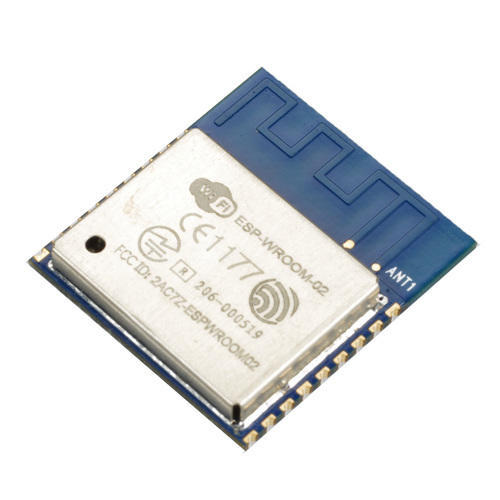 Wi Fi
ESP-WROOM-02
CE1177
R 206-000519
FCC ID: 2AC7Z-ESPWROOM02
ANT1